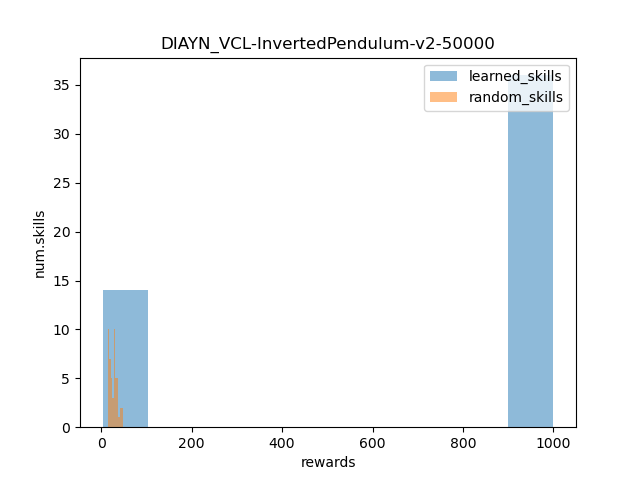 DIAYN_VCL-InvertedPendulum-v2-50000
learned_skills
random_skills
num.skills
35
30
25
20
15
10
5
0
0 200 400 600 800 1000
rewards